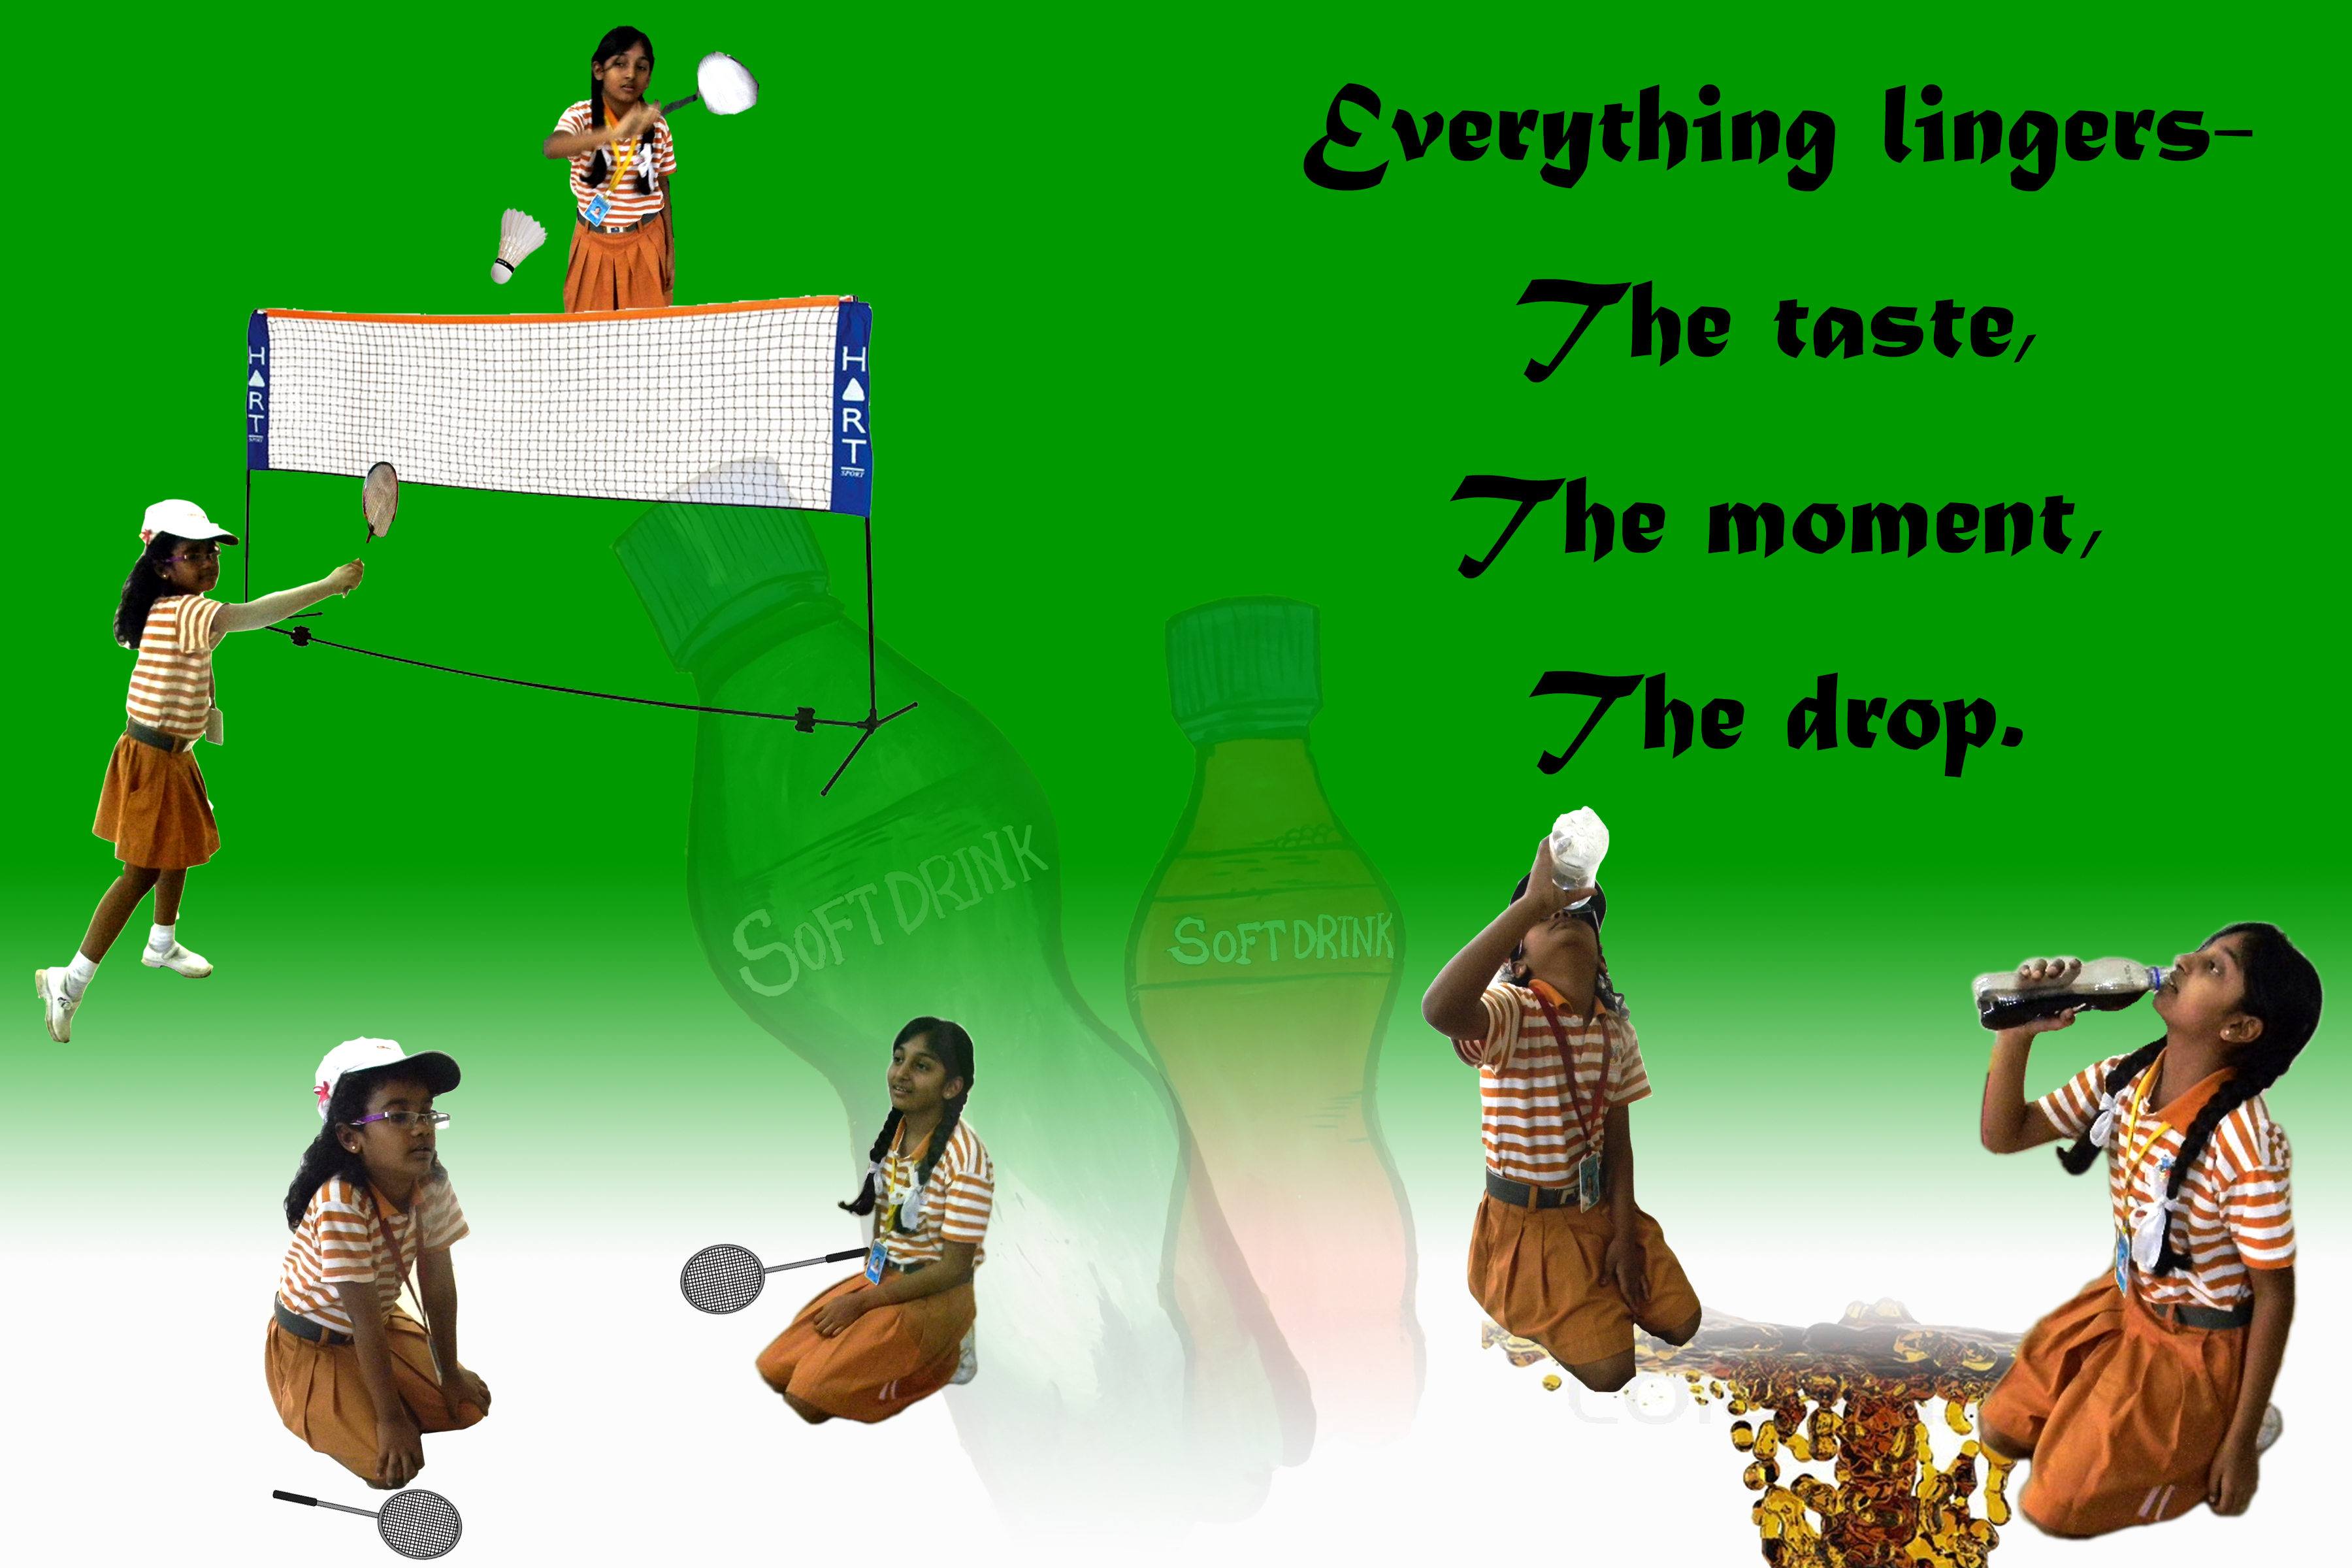 Everything lingers-
The taste,
The moment,
The drop.
HART
SPORT
HART
SPORT
SOFT DRINK
SOFT DRINK